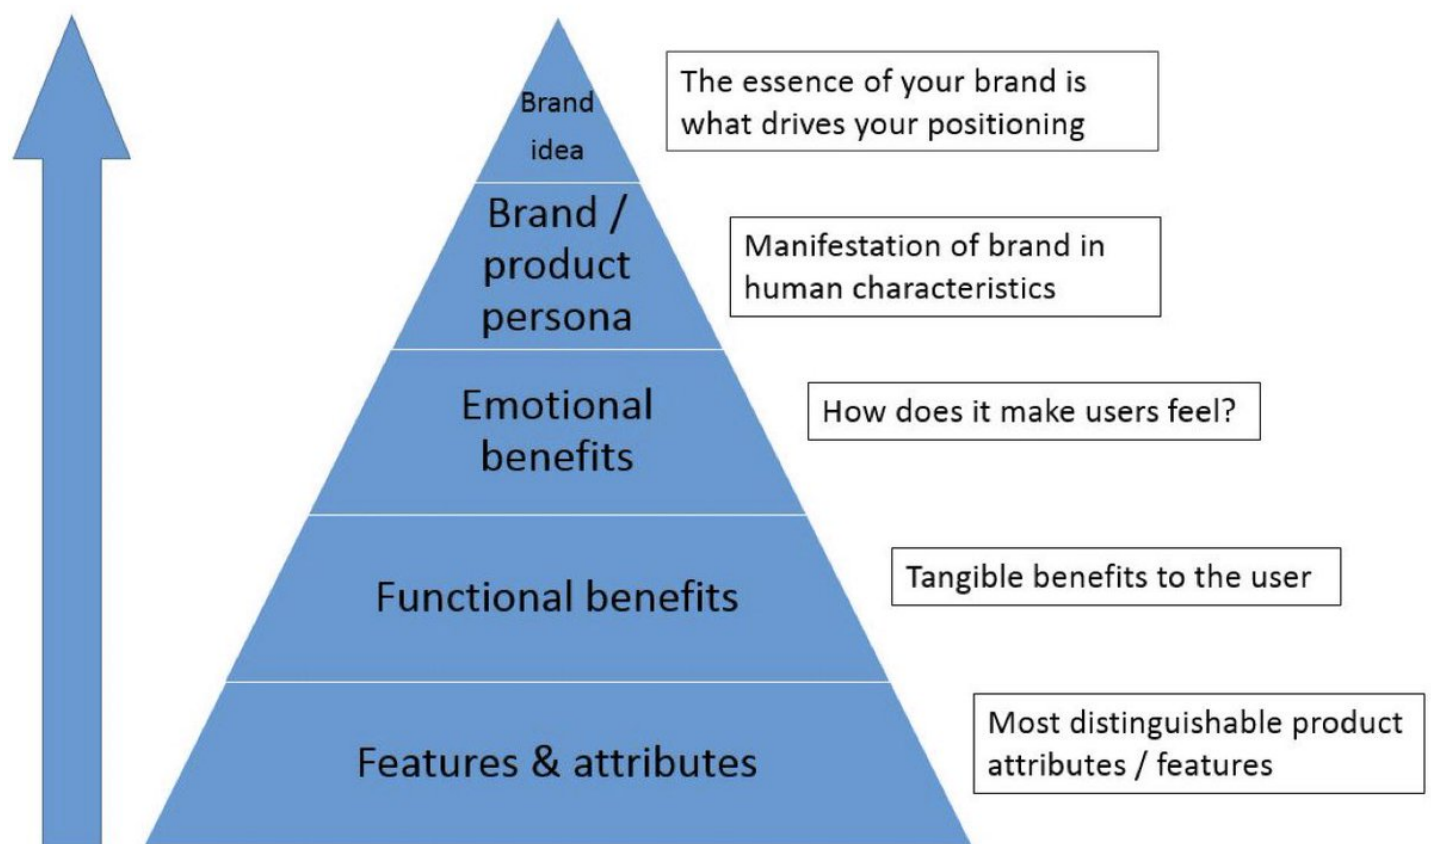 Brand
idea
The essence of your brand is
what drives your positioning
Brand /
product
persona
Manifestation of brand in
human characteristics
Emotional
benefits
How does it make users feel?
Functional benefits
Tangible benefits to the user
Features & attributes
Most distinguishable product
attributes / features